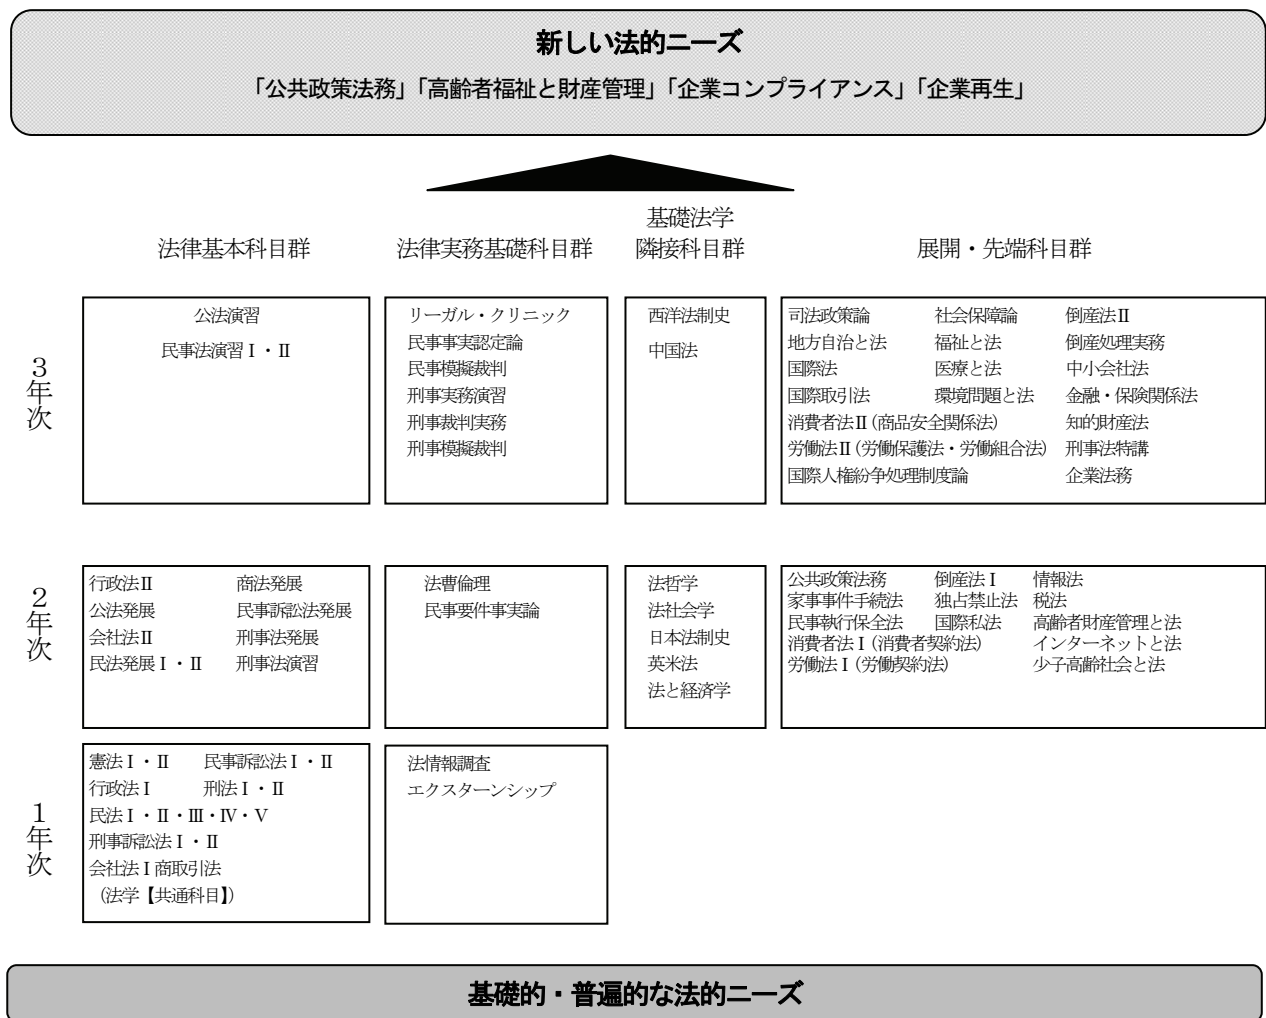 新しい法的ニーズ
「公共政策法務」「高齢者福祉と財産管理」「企業コンプライアンス」「企業再生」
法律基本科目群
法律実務基礎科目群
基礎法学
隣接科目群
展開・先端科目群
3年次
公法演習
民事法演習Ⅰ・Ⅱ
リーガル・クリニック
民事事実認定論
民事模擬裁判
刑事実務演習
刑事裁判実務
刑事模擬裁判
西洋法制史
中国法
司法政策論 社会保障論 倒産法Ⅱ
地方自治と法 福祉と法 倒産処理実務
国際法 医療と法 中小会社法
国際取引法 環境問題と法 金融・保険関係法
消費者法Ⅱ(商品安全関係法) 知的財産法
労働法Ⅱ(労働保護法・労働組合法) 刑事法特講
国際人権紛争処理制度論 企業法務
2年次
行政法Ⅱ 商法発展
公法発展 民事訴訟法発展
会社法Ⅱ 刑事法発展
民法発展Ⅰ・Ⅱ 刑事法演習
法曹倫理
民事要件事実論
法哲学
法社会学
日本法制史
英米法
法と経済学
公共政策法務 倒産法Ⅰ 情報法
家事事件手続法 独占禁止法 税法
民事執行保全法 国際私法 高齢者財産管理と法
消費者法Ⅰ(消費者契約法) インターネットと法
労働法Ⅰ(労働契約法) 少子高齢社会と法
1年次
憲法Ⅰ・Ⅱ 民事訴訟法Ⅰ・Ⅱ
行政法Ⅰ 刑法Ⅰ・Ⅱ
民法Ⅰ・Ⅱ・Ⅲ・Ⅳ・Ⅴ
刑事訴訟法Ⅰ・Ⅱ
会社法Ⅰ商取引法
(法学【共通科目】)
法情報調査
エクスターンシップ
基礎的・普遍的な法的ニーズ